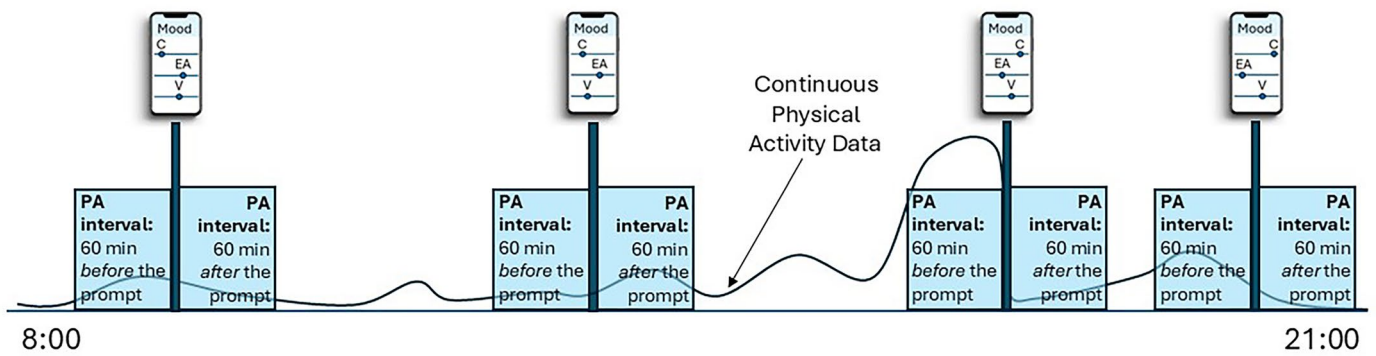 Mood
C
EA
V
Mood
C
EA
V
Mood
C
EA
V
Mood
C
EA
V
Continuous
Physical
Activity Data
PA
interval:
60 min
before the
prompt
PA
interval:
60 min
after the
prompt
PA
interval:
60 min
before the
prompt
PA
interval:
60 min
after the
prompt
PA
interval:
60 min
before the
prompt
PA
interval:
60 min
after the
prompt
PA
interval:
60 min
before the
prompt
PA
interval:
60 min
after the
prompt
8:00
21:00